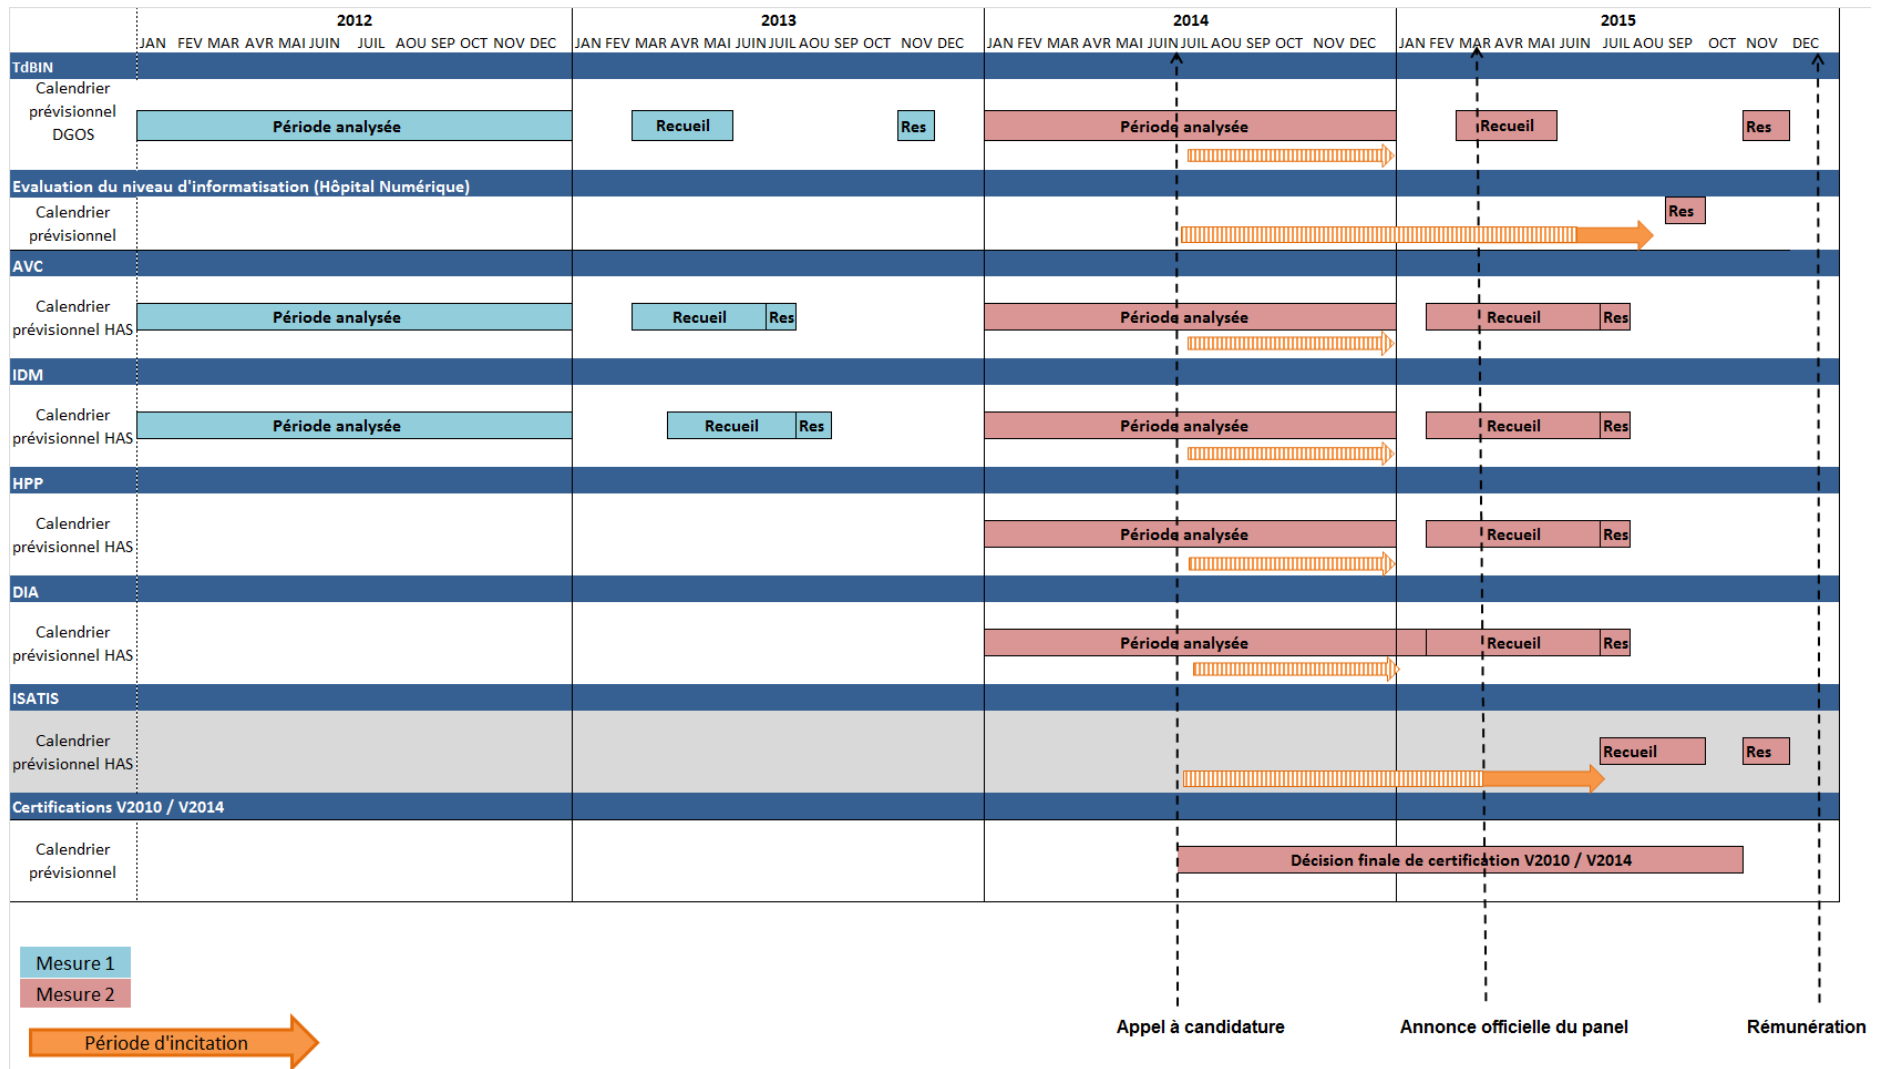 2012 2013 2014 2015
JAN FEV MAR AVR MAI JUIN JUIL AOU SEP OCT NOV DEC JAN FEV MAR AVR MAI JUIN JUIL AOU SEP OCT NOV DEC JAN FEV MAR AVR MAI JUIN JUIL AOU SEP OCT NOV DEC JAN FEV MAR AVR MAI JUIN JUIL AOU SEP OCT NOV DEC
TdBIN
Calendrier
prévisionnel
DGOS
Période analysée Recueil Res Période analysée Recueil Res
Evaluation du niveau d'informatisation (Hôpital Numérique)
Calendrier
prévisionnel
Res
AVC
Calendrier
prévisionnel HAS
Période analysée Recueil Res Période analysée Recueil Res
IDM
Calendrier
prévisionnel HAS
Période analysée Recueil Res Période analysée Recueil Res
HPP
Calendrier
prévisionnel HAS
Période analysée Recueil Res
DIA
Calendrier
prévisionnel HAS
Période analysée Recueil Res
ISATIS
Calendrier
prévisionnel HAS
Recueil Res
Certifications V2010 / V2014
Calendrier
prévisionnel
Décision finale de certification V2010 / V2014
Mesure 1
Mesure 2
Période d'incitation
Appel à candidature Annonce officielle du panel Rémunération